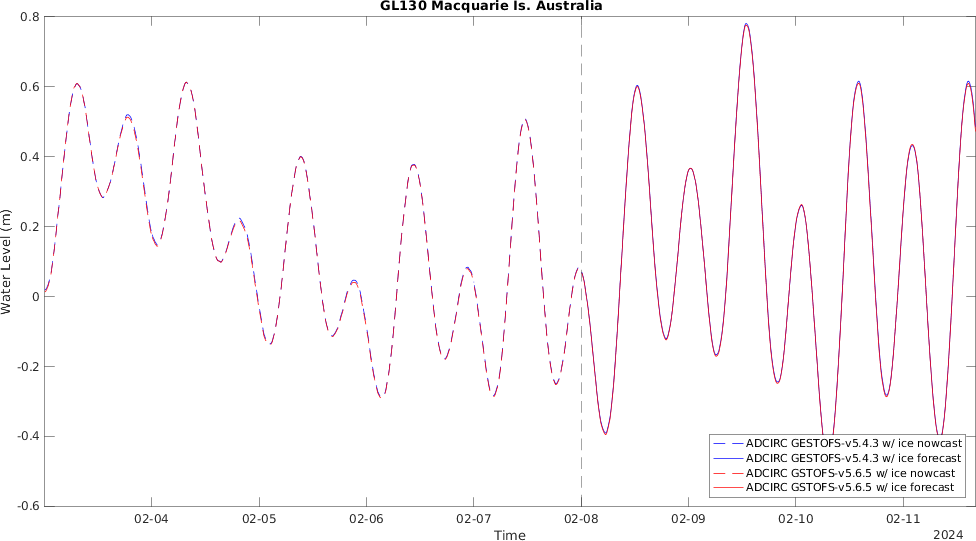 GL130 Macquarie Is. Australia
0.8
0.6
0.4
0.2
0
-0.2
-0.4
-0.6
Water Level (m)
ADCIRC GESTOFS-v5.4.3 w/ ice nowcast
ADCIRC GESTOFS-v5.4.3 w/ ice forecast
ADCIRC GSTOFS-v5.6.5 w/ ice nowcast
ADCIRC GSTOFS-v5.6.5 w/ ice forecast
02-04 02-05 02-06 02-07 02-08 02-09 02-10 02-11
Time
2024